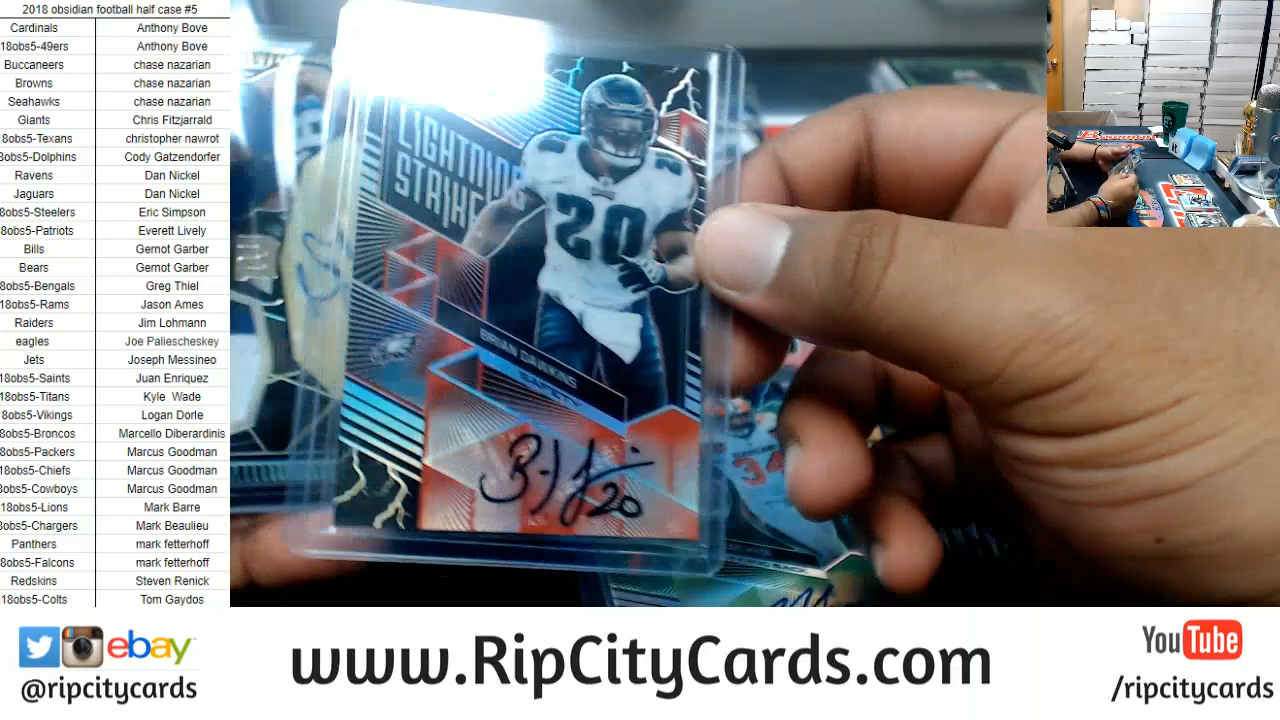 2018 obsidian football half case #5
Cardinals Anthony Bove
18obs5-49ers Anthony Bove
Buccaneers chase nazarian
Browns chase nazarian
Seahawks chase nazarian
Giants Chris Fitzjarrald
18obs5-Texans christopher nawrot
8obs5-Dolphins Cody Gatzendorfer
Ravens Dan Nickel
Jaguars Dan Nickel
8obs5-Steelers Eric Simpson
8obs5-Patriots Everett Lively
Bills Gernot Garber
Bears Gernot Garber
8obs5-Bengals Greg Thiel
18obs5-Rams Jason Ames
Raiders Jim Lohmann
eagles Joe Paliescheskey
Jets Joseph Messineo
18obs5-Saints Juan Enriquez
18obs5-Titans Kyle Wade
8obs5-Vikings Logan Dorle
8obs5-Broncos Marcello Diberardinis
8obs5-Packers Marcus Goodman
18obs5-Chiefs Marcus Goodman
8obs5-Cowboys Marcus Goodman
18obs5-Lions Mark Barre
8obs5-Chargers Mark Beaulieu
Panthers mark fetterhoff
8obs5-Falcons mark fetterhoff
Redskins Steven Renick
18obs5-Colts Tom Gaydos
LIGHTNING
STRIKE
20
BRIAN DAWKINS
SAFETY
20
34
ebay
@ripcitycards
www.RipCityCards.com
YouTube
/ripcitycards